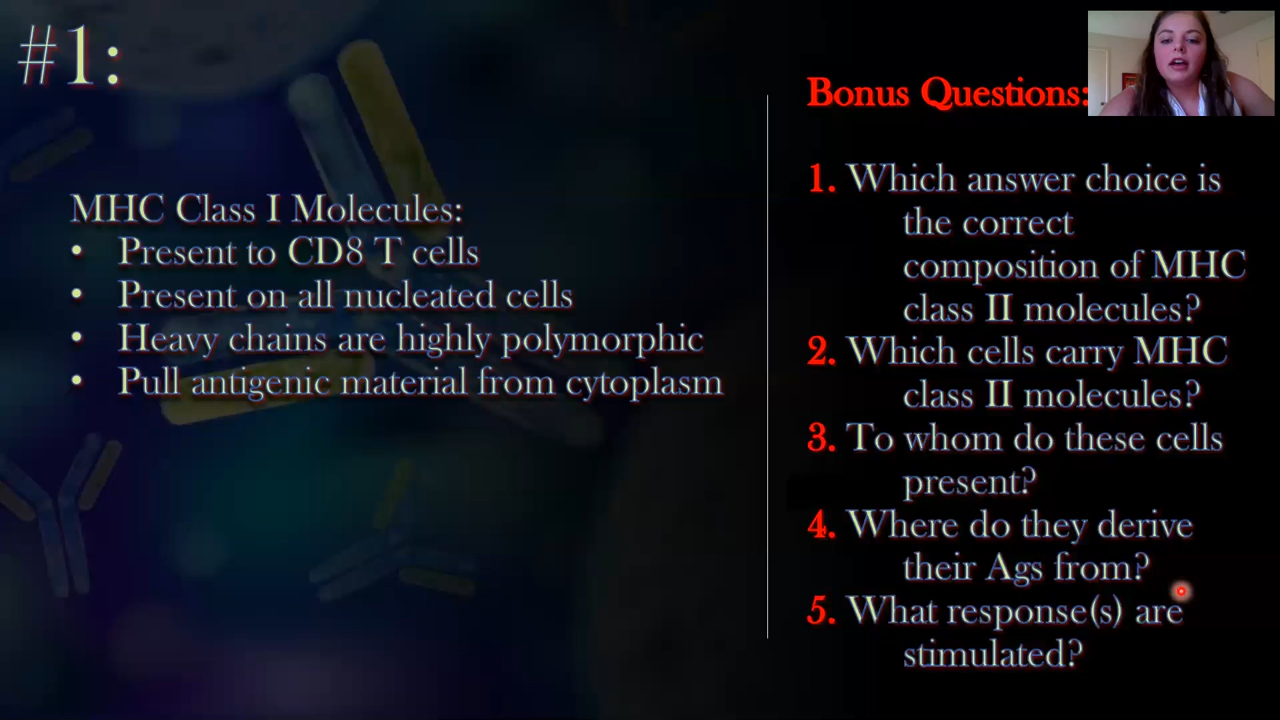 #1:
MHC Class I Molecules:
• Present to CD8 T cells
• Present on all nucleated cells
• Heavy chains are highly polymorphic
• Pull antigenic material from cytoplasm
Bonus Questions:
1. Which answer choice is
the correct
composition of MHC
class II molecules?
2. Which cells carry MHC
class II molecules?
3. To whom do these cells
present?
4. Where do they derive
their Ags from?
5. What response(s) are
stimulated?